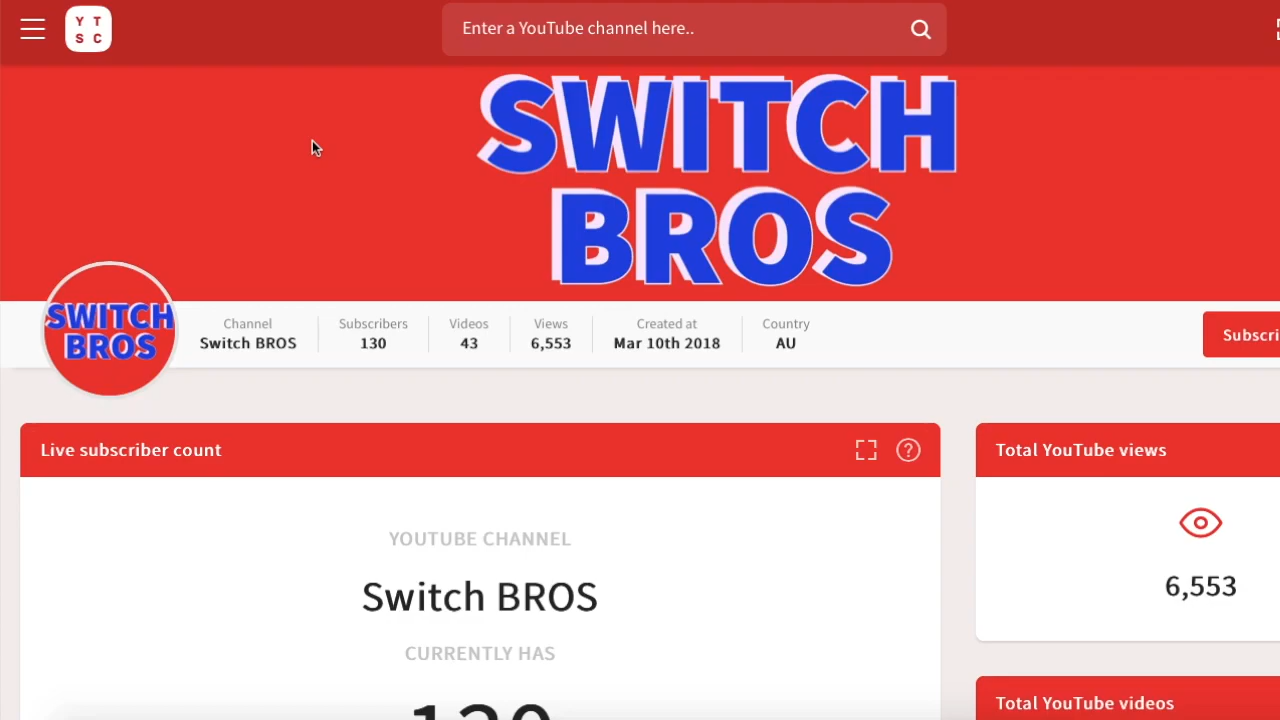 Y T
S C
Enter a YouTube channel here..
SWITCH
BROS
SWITCH
BROS
Channel
Switch BROS
Subscribers
130
Videos
43
Views
6,553
Created at
Mar 10th 2018
Country
AU
Subscri
Live subscriber count
?
YOUTUBE CHANNEL
Switch BROS
CURRENTLY HAS
130
Total YouTube views
6,553
Total YouTube videos